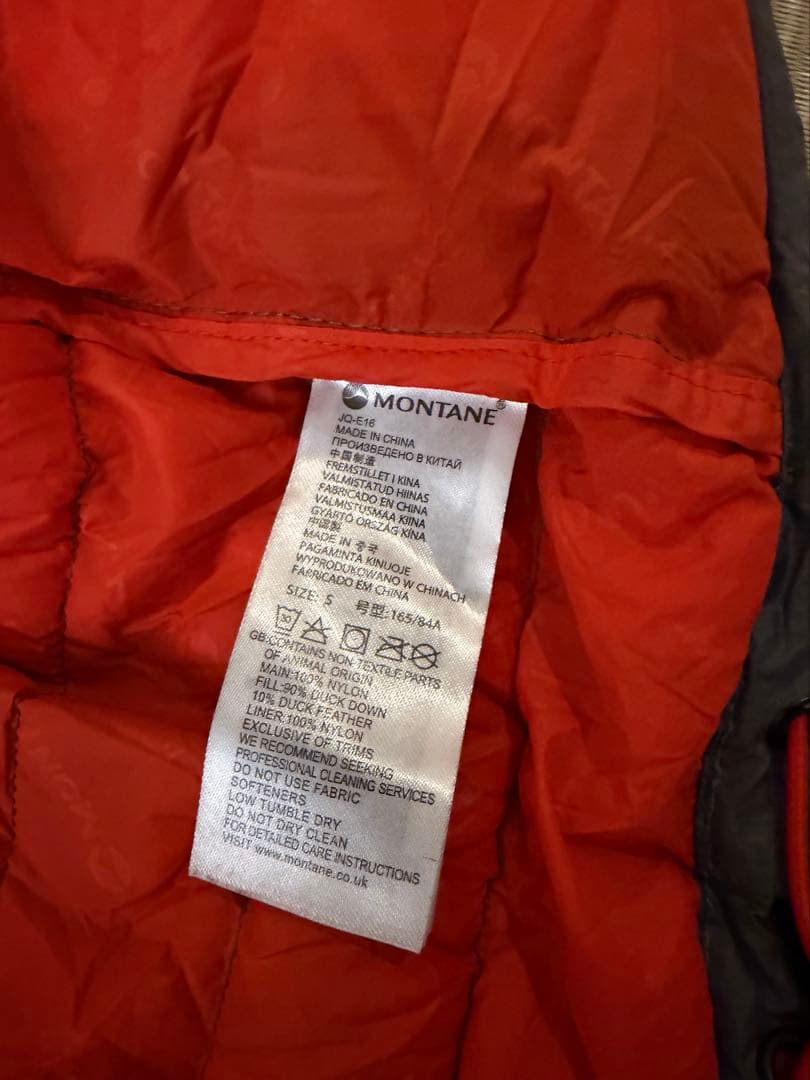 MONTANE®
JQ-E16
MADE IN CHINA
ПРОИЗВЕДЕНО В КИТАЙ
中国制造
FREMSTILLET I KINA
VALMISTATUD HIINAS
FABRICADO EN CHINA
VALMISTUSMAA KIINA
GYÁRTÓ ORSZÁG KÍNA
中国製
MADE IN 중국
PAGAMINTA KINIJOJE
WYPRODUKOWANO W CHINACH
FABRICADO EM CHINA
SIZE: S 号型:165/84A
30
GB-CONTAINS NON-TEXTILE PARTS
OF ANIMAL ORIGIN
MAIN:100% NYLON
FILL:90% DUCK DOWN
10% DUCK FEATHER
LINER:100% NYLON
EXCLUSIVE OF TRIMS
WE RECOMMEND SEEKING
PROFESSIONAL CLEANING SERVICES
DO NOT USE FABRIC
SOFTENERS
LOW TUMBLE DRY
DO NOT DRY CLEAN
FOR DETAILED CARE INSTRUCTIONS
VISIT www.montane.co.uk